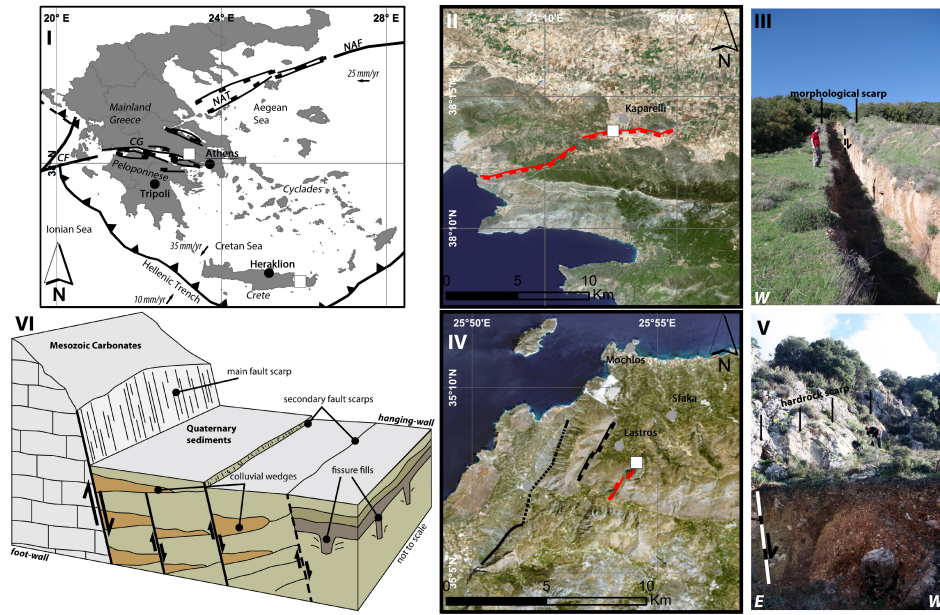 I
20°E
24°E
28°E
NAF
25 mm/yr
NAT
Mainland
Greece
Aegean
Sea
CG
CF
Athens
Peloponnese
Tripoli
Cyclades
Ionian Sea
35 mm/yr
Cretan Sea
Heraklion
Hellenic Trench
Crete
10 mm/yr
N
II
23°10'E
23°15'E
N
38°15'N
Kaparelli
38°10'N
0
5
10
Km
III
morphological scarp
W
VI
Mesozoic Carbonates
main fault scarp
secondary fault scarps
hanging-wall
Quaternary
sediments
colluvial wedges
fissure fills
not to scale
foot-wall
IV
25°50'E
25°55'E
N
Mochlos
35°10'N
Sfaka
Lastros
35°5'N
0
5
10
Km
V
hardrock scarp
E
W